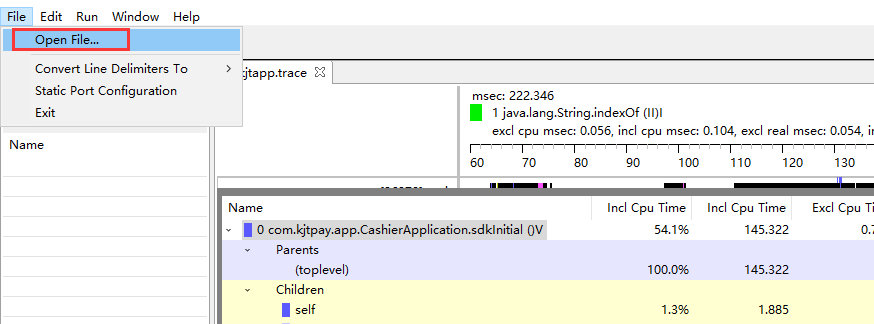 File Edit Run Window Help
Open File...
Convert Line Delimiters To
Static Port Configuration
Exit
Name
kjtapp.trace
msec: 222.346
1 java.lang.String.indexOf (II)I
excl cpu msec: 0.056, incl cpu msec: 0.104, excl real msec: 0.054,
60 70 80 90 100 110 120 130
Name Incl Cpu Time Incl Cpu Time Excl Cpu
0 com.kjtpay.app.CashierApplication.sdkInitial ()V 54.1% 145.322
Parents
(toplevel) 100.0% 145.322
Children
self 1.3% 1.885